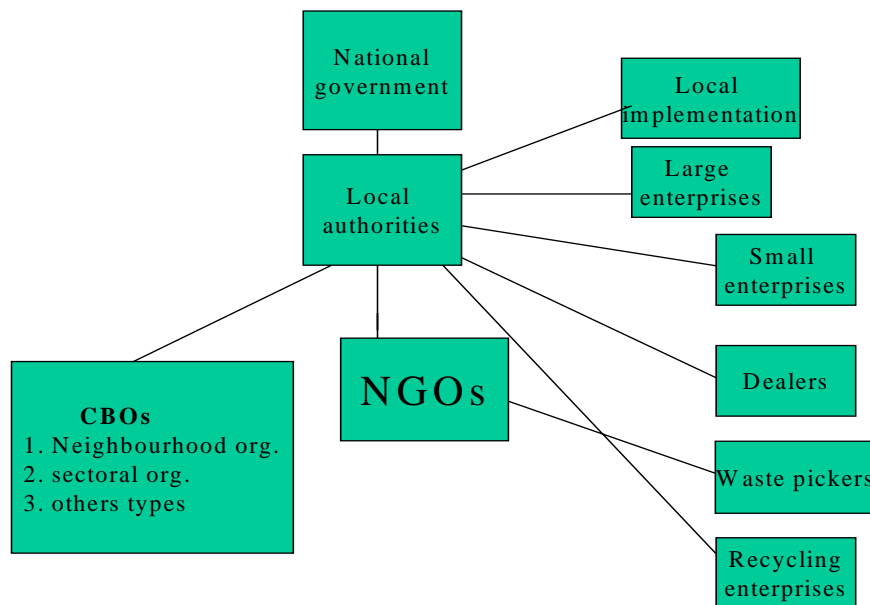 National
government
Local
implementation
Large
enterprises
Local
authorities
Small
enterprises
NGOs
Dealers
CBOs
1. Neighbourhood org.
2. sectoral org.
3. others types
Waste pickers
Recycling
enterprises